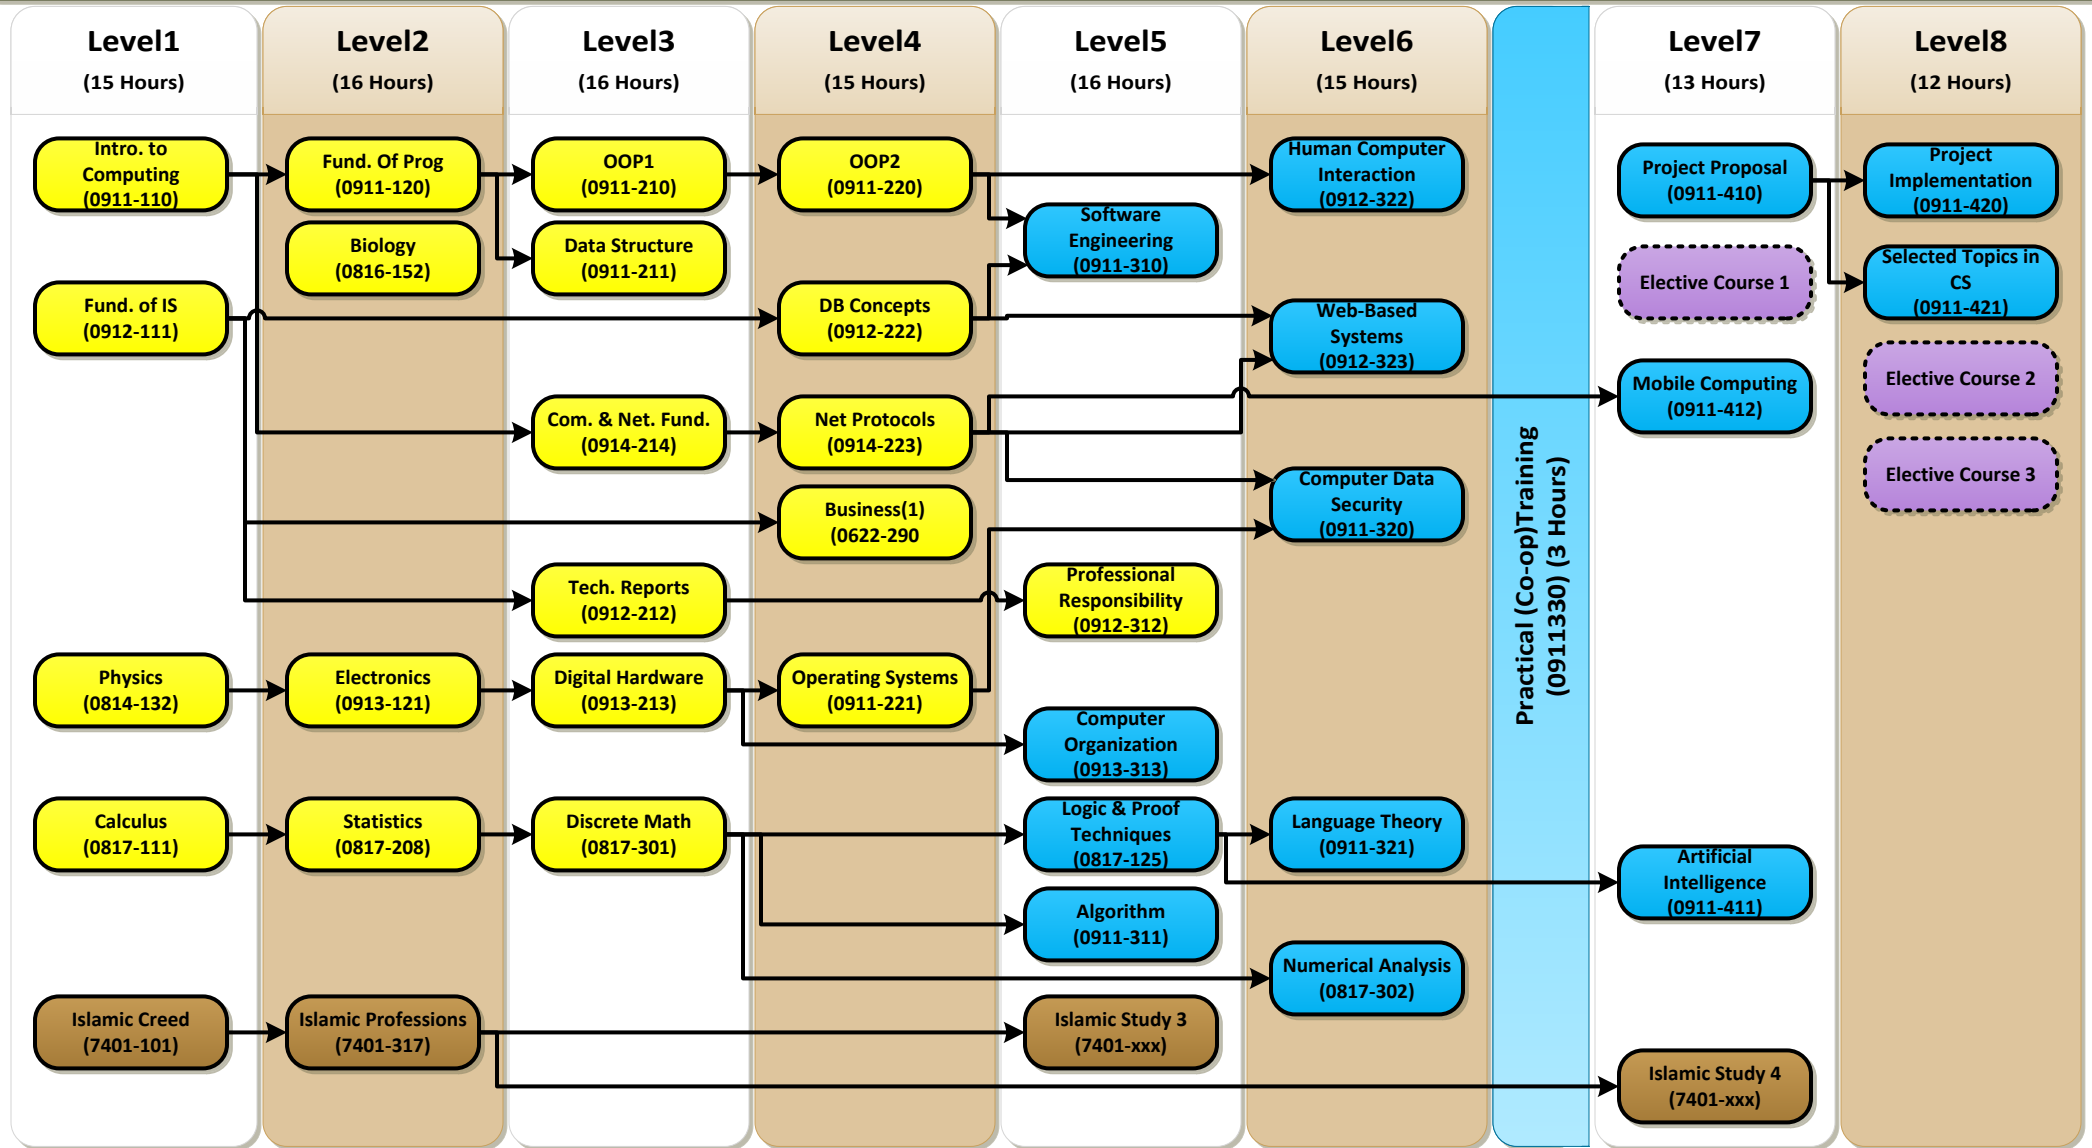 Level1
(15 Hours)
Intro. to
Computing
(0911-110)
Fund. of IS
(0912-111)
Physics
(0814-132)
Calculus
(0817-111)
Islamic Creed
(7401-101)
Level2
(16 Hours)
Fund. Of Prog
(0911-120)
Biology
(0816-152)
Electronics
(0913-121)
Statistics
(0817-208)
Islamic Professions
(7401-317)
Level3
(16 Hours)
OOP1
(0911-210)
Data Structure
(0911-211)
Com. & Net. Fund.
(0914-214)
Tech. Reports
(0912-212)
Digital Hardware
(0913-213)
Discrete Math
(0817-301)
Level4
(15 Hours)
OOP2
(0911-220)
DB Concepts
(0912-222)
Net Protocols
(0914-223)
Business(1)
(0622-290
Operating Systems
(0911-221)
Level5
(16 Hours)
Software
Engineering
(0911-310)
Professional
Responsibility
(0912-312)
Computer
Organization
(0913-313)
Logic & Proof
Techniques
(0817-125)
Algorithm
(0911-311)
Islamic Study 3
(7401-xxx)
Level6
(15 Hours)
Human Computer
Interaction
(0912-322)
Web-Based
Systems
(0912-323)
Computer Data
Security
(0911-320)
Language Theory
(0911-321)
Numerical Analysis
(0817-302)
Practical (Co-op)Training
(0911330) (3 Hours)
Level7
(13 Hours)
Project Proposal
(0911-410)
Elective Course 1
Mobile Computing
(0911-412)
Artificial
Intelligence
(0911-411)
Islamic Study 4
(7401-xxx)
Level8
(12 Hours)
Project
Implementation
(0911-420)
Selected Topics in
CS
(0911-421)
Elective Course 2
Elective Course 3